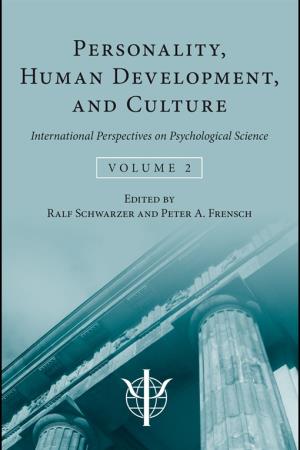 PERSONALITY,
HUMAN DEVELOPMENT,
AND CULTURE
International Perspectives on Psychological Science
VOLUME 2
EDITED BY
RALF SCHWARZER AND PETER A. FRENSCH